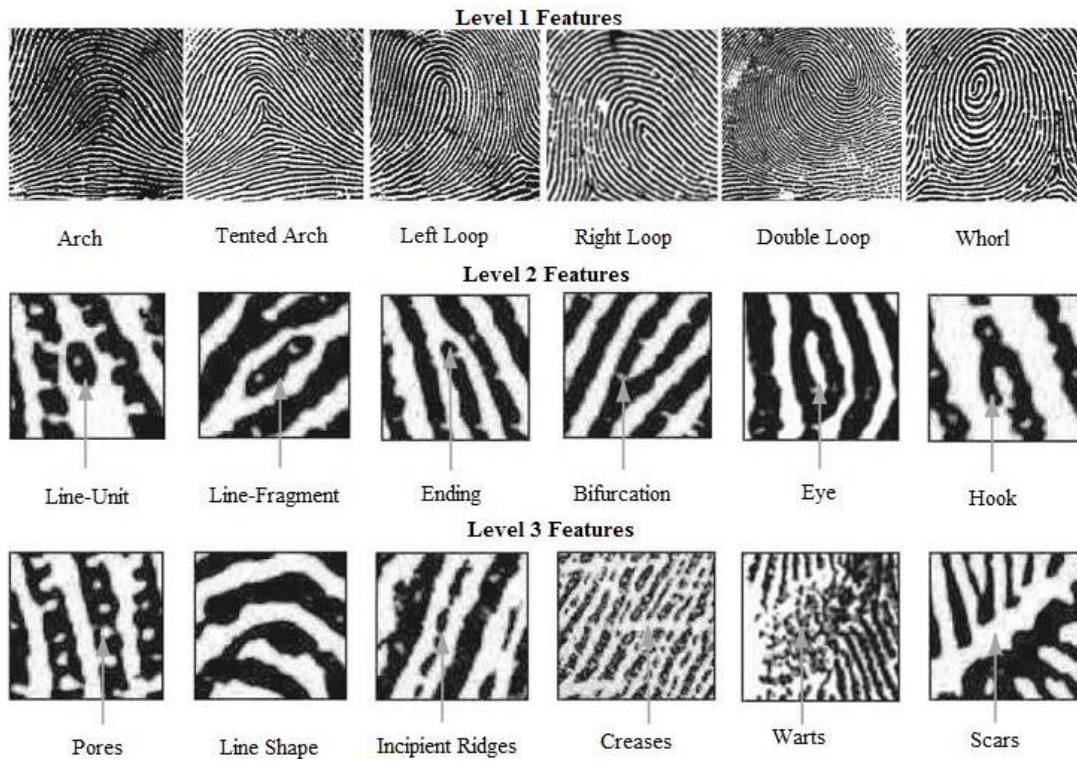 Level 1 Features
Arch Tented Arch Left Loop Right Loop Double Loop Whorl
Level 2 Features
Line-Unit Line-Fragment Ending Bifurcation Eye Hook
Level 3 Features
Pores Line Shape Incipient Ridges Creases Warts Scars